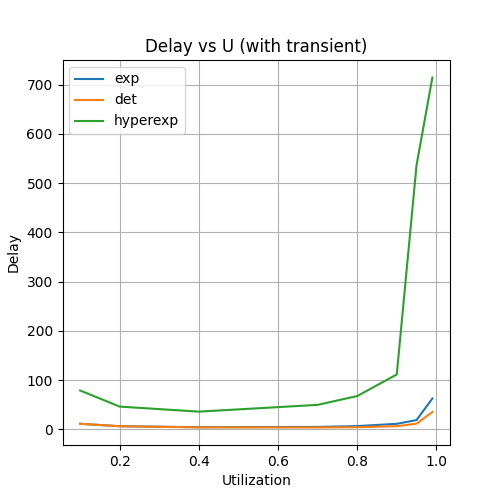 Delay vs U (with transient)
exp
det
hyperexp
700
600
500
400
300
200
100
0
Delay
0.2 0.4 0.6 0.8 1.0
Utilization